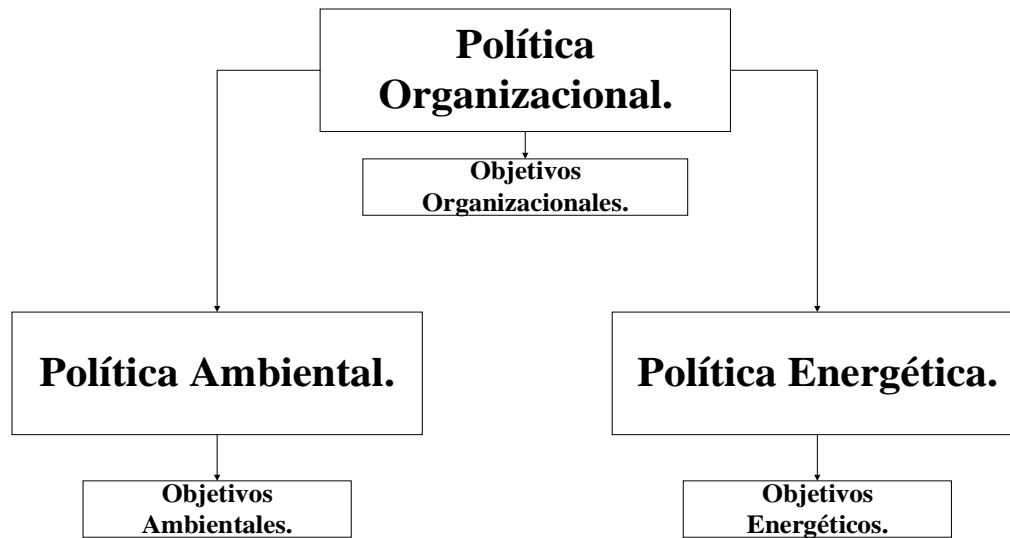 Política
Organizacional.
Objetivos
Organizacionales.
Política Ambiental.
Política Energética.
Objetivos
Ambientales.
Objetivos
Energéticos.